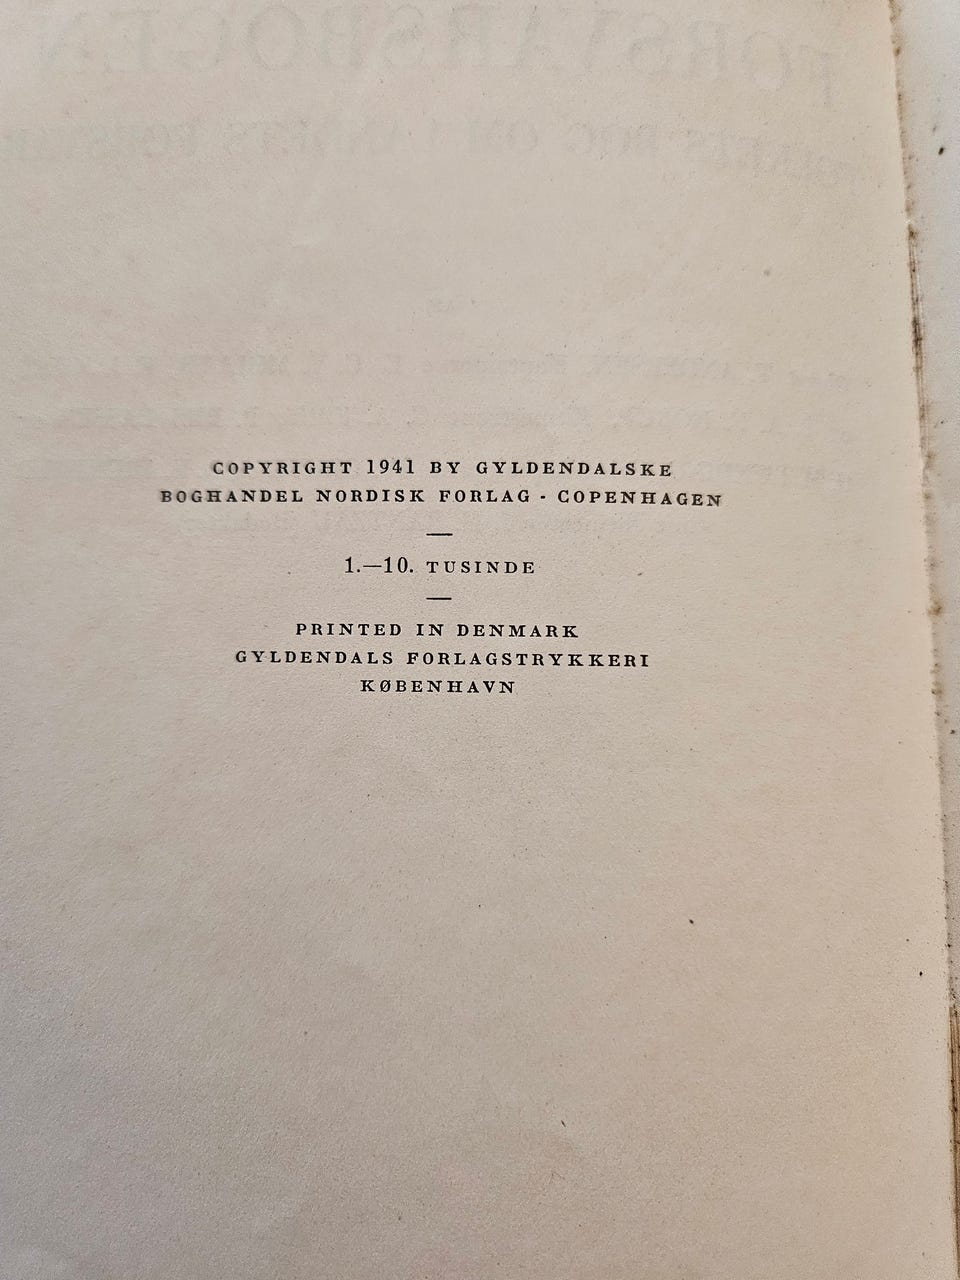 COPYRIGHT 1941 BY GYLDENDALSKE
BOGHANDEL NORDISK FORLAG · COPENHAGEN
1.—10. TUSINDE
PRINTED IN DENMARK
GYLDENDALS FORLAGSTRYKKERI
KØBENHAVN